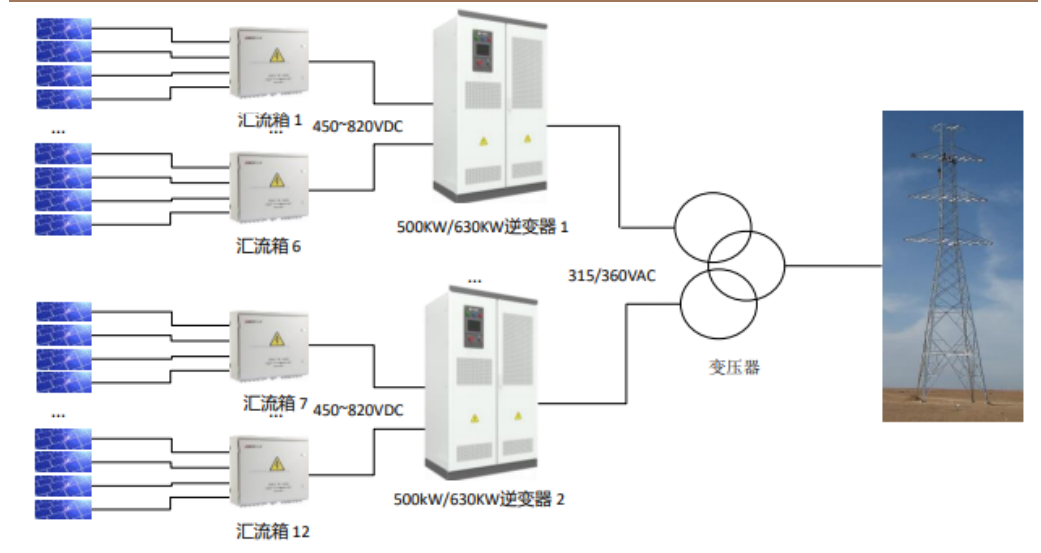 汇流箱 1
...
450~820VDC
...
汇流箱 6
500KW/630KW逆变器 1
...
315/360VAC
变压器
汇流箱 7
...
450~820VDC
...
汇流箱 12
500kW/630KW逆变器 2